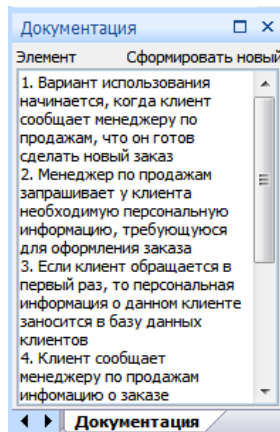 Документация
Элемент Сформировать новый
1. Вариант использования
начинается, когда клиент
сообщает менеджеру по
продажам, что он готов
сделать новый заказ
2. Менеджер по продажам
запрашивает у клиента
необходимую персональную
информацию, требующуюся
для оформления заказа
3. Если клиент обращается в
первый раз, то персональная
информация о данном клиенте
заносится в базу данных
клиентов
4. Клиент сообщает
менеджеру по продажам
инфомацию о заказе
Документация